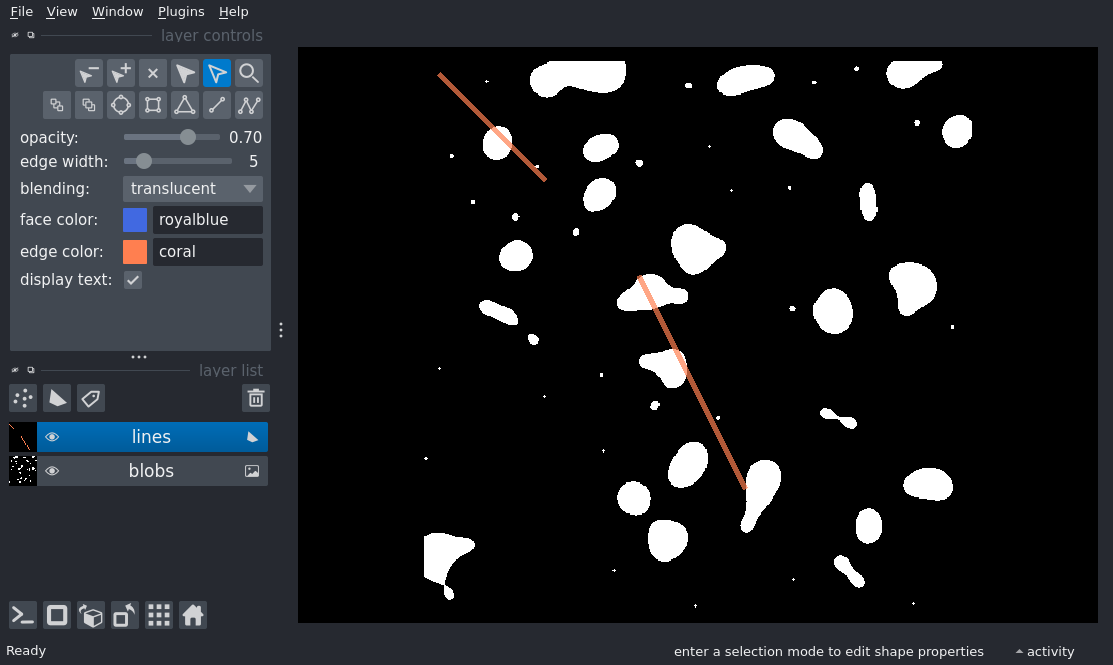 File View Window Plugins Help
layer controls
opacity: 0.70
edge width: 5
blending: translucent
face color: royalblue
edge color: coral
display text:
layer list
lines
blobs
Ready enter a selection mode to edit shape properties activity